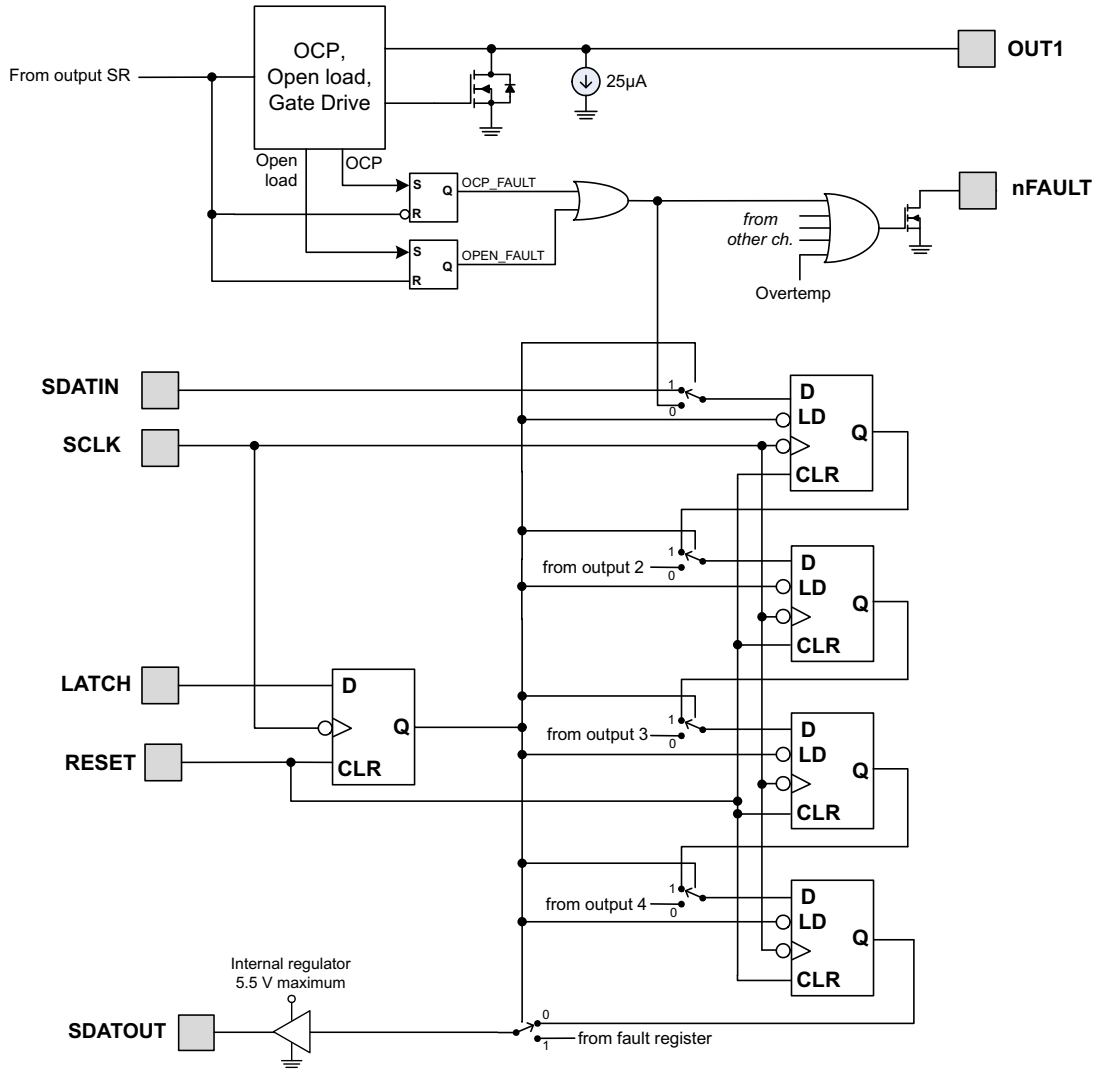 OCP,
Open load,
Gate Drive
OUT1
From output SR
25µA
Open
load
OCP
S
Q
OCP_FAULT
R
S
Q
OPEN_FAULT
R
from
other ch.
Overtemp
nFAULT
SDATIN
1
0
D
LD
Q
CLR
SCLK
1
from output 2
0
D
LD
Q
CLR
LATCH
D
Q
CLR
RESET
1
from output 3
0
D
LD
Q
CLR
1
from output 4
0
D
LD
Q
CLR
Internal regulator
5.5 V maximum
SDATOUT
0
1
from fault register